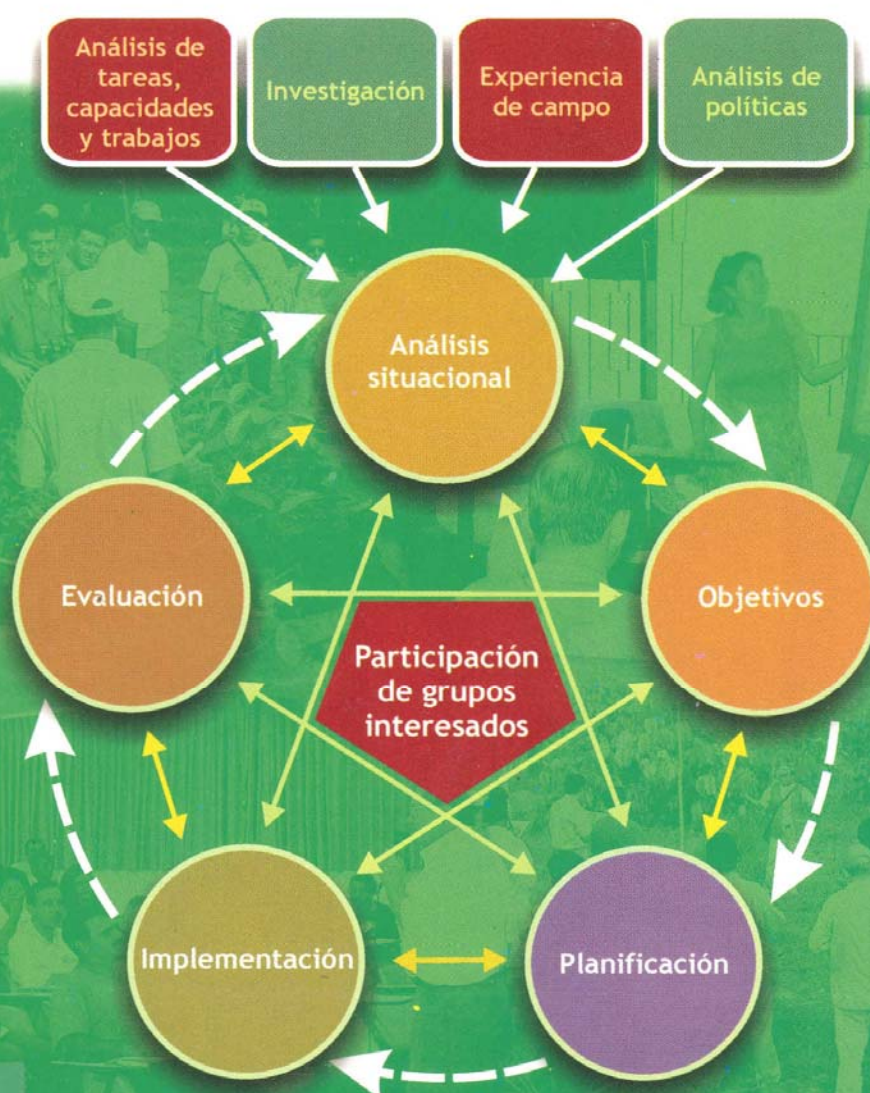 Análisis de
tareas,
capacidades
y trabajos
Investigación
Experiencia
de campo
Análisis de
políticas
Análisis
situacional
Evaluación
Objetivos
Participación
de grupos
interesados
Implementación
Planificación